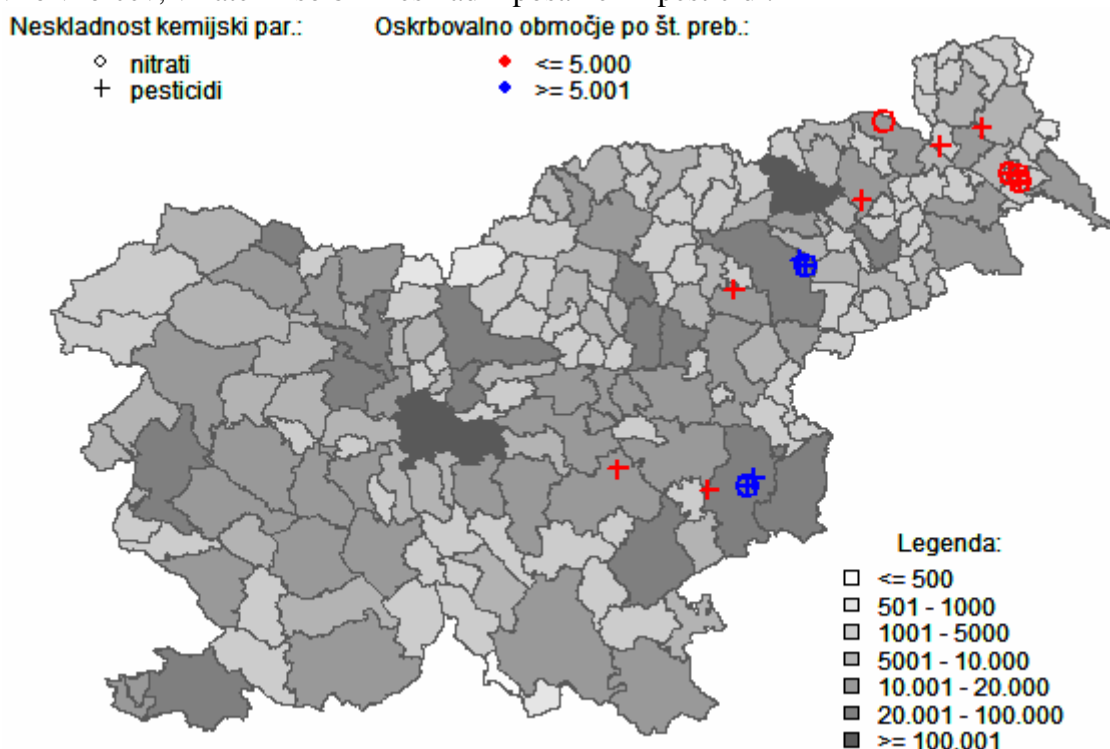 Neskladnost kemijski par.: Oskrbovalno območje po št. preb.:
nitrati <= 5.000
pesticidi >= 5.001
Legenda:
<= 500
501 - 1000
1001 - 5000
5001 - 10.000
10.001 - 20.000
20.001 - 100.000
>= 100.001